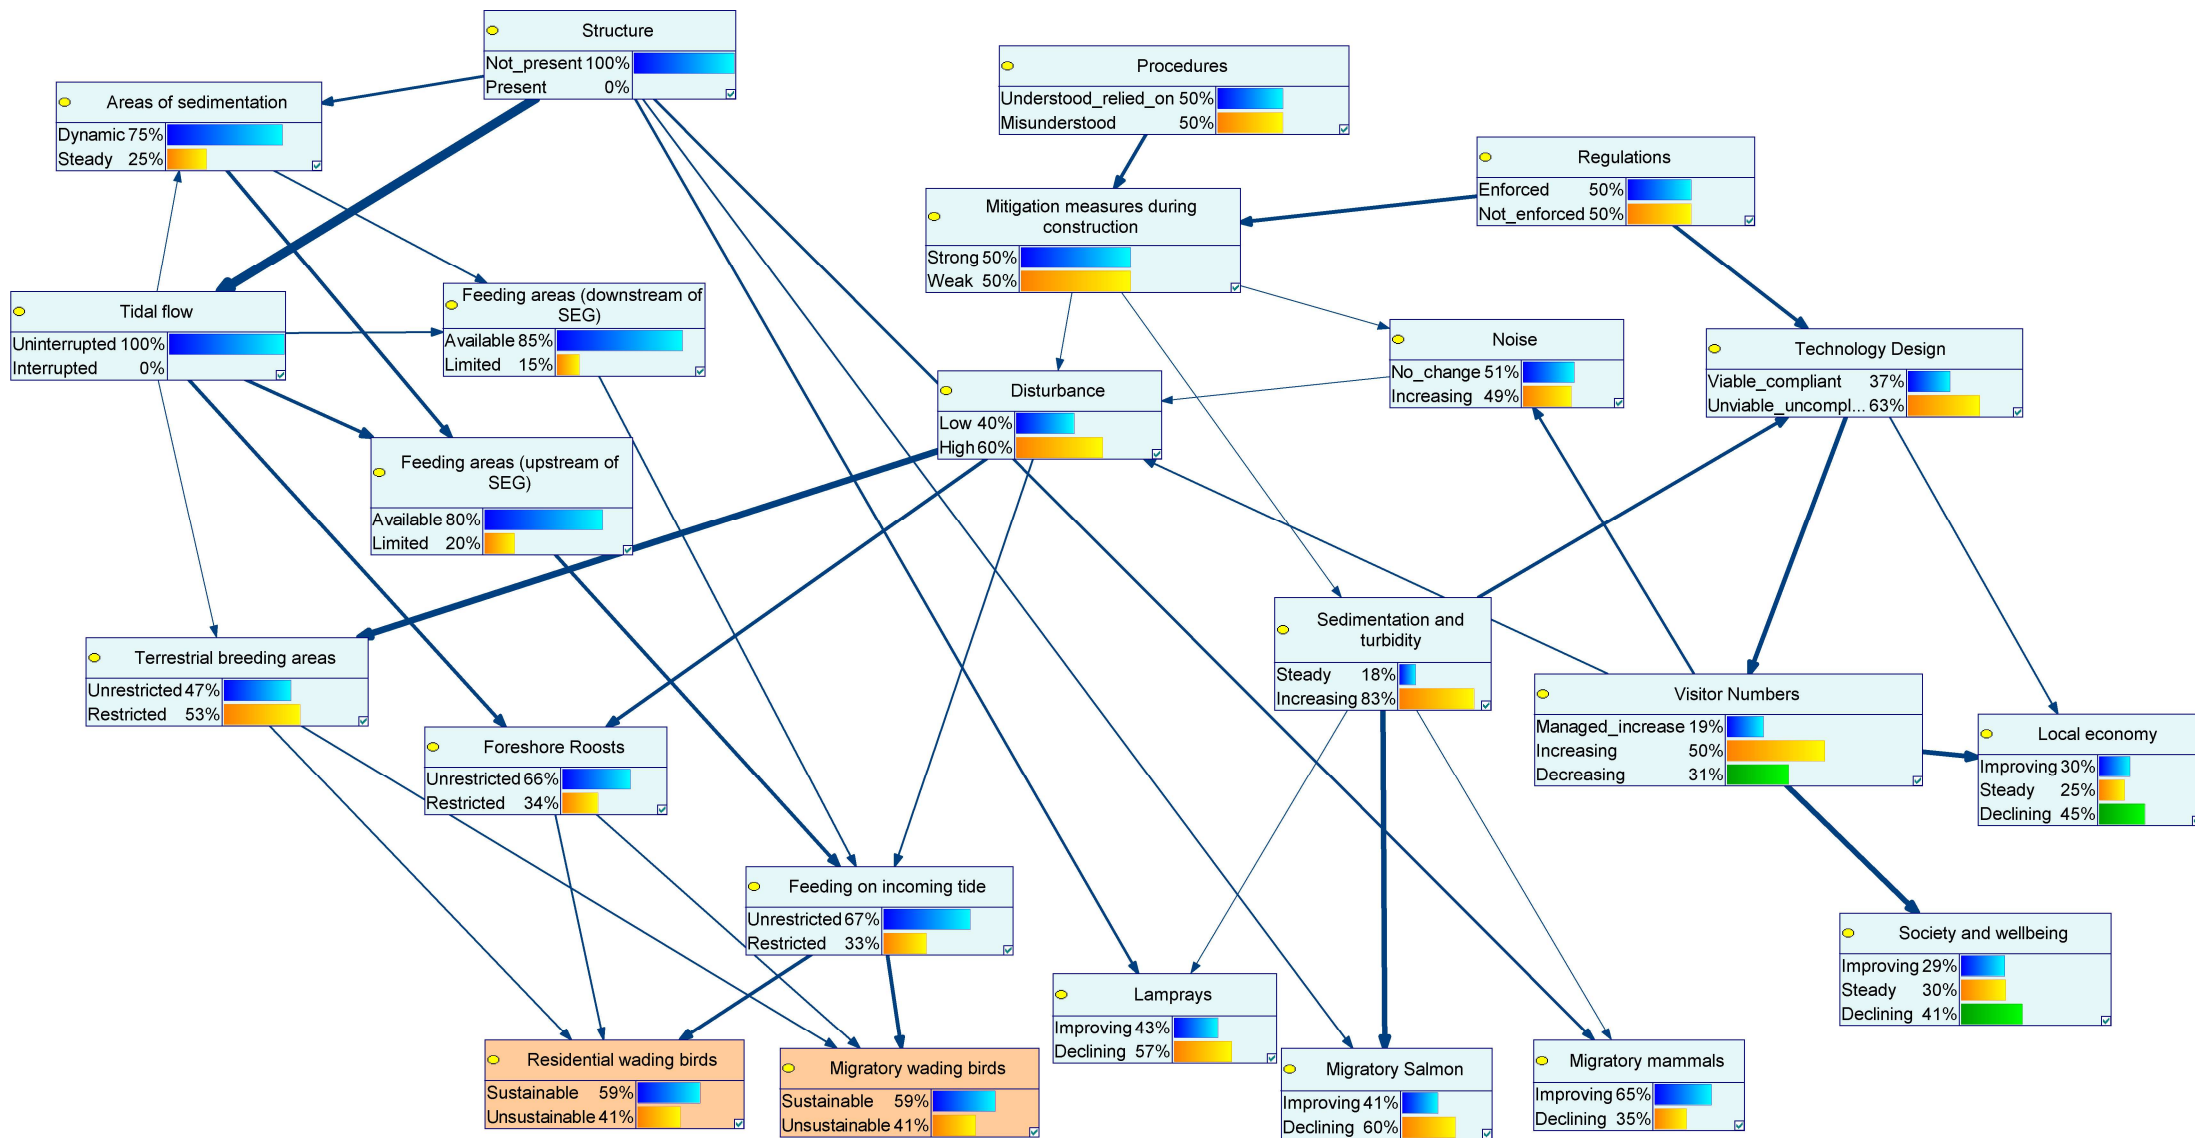 Structure
Not_present 100%
Present 0%
Procedures
Understood_relied_on 50%
Misunderstood 50%
Areas of sedimentation
Dynamic 75%
Steady 25%
Regulations
Enforced 50%
Not_enforced 50%
Mitigation measures during
construction
Strong 50%
Weak 50%
Tidal flow
Uninterrupted 100%
Interrupted 0%
Feeding areas (downstream of
SEG)
Available 85%
Limited 15%
Noise
No_change 51%
Increasing 49%
Technology Design
Viable_compliant 37%
Unviable_uncompl... 63%
Disturbance
Low 40%
High 60%
Feeding areas (upstream of
SEG)
Available 80%
Limited 20%
Sedimentation and
turbidity
Steady 18%
Increasing 83%
Terrestrial breeding areas
Unrestricted 47%
Restricted 53%
Visitor Numbers
Managed_increase 19%
Increasing 50%
Decreasing 31%
Local economy
Improving 30%
Steady 25%
Declining 45%
Foreshore Roosts
Unrestricted 66%
Restricted 34%
Feeding on incoming tide
Unrestricted 67%
Restricted 33%
Society and wellbeing
Improving 29%
Steady 30%
Declining 41%
Lamprays
Improving 43%
Declining 57%
Residential wading birds
Sustainable 59%
Unsustainable 41%
Migratory wading birds
Sustainable 59%
Unsustainable 41%
Migratory Salmon
Improving 41%
Declining 60%
Migratory mammals
Improving 65%
Declining 35%